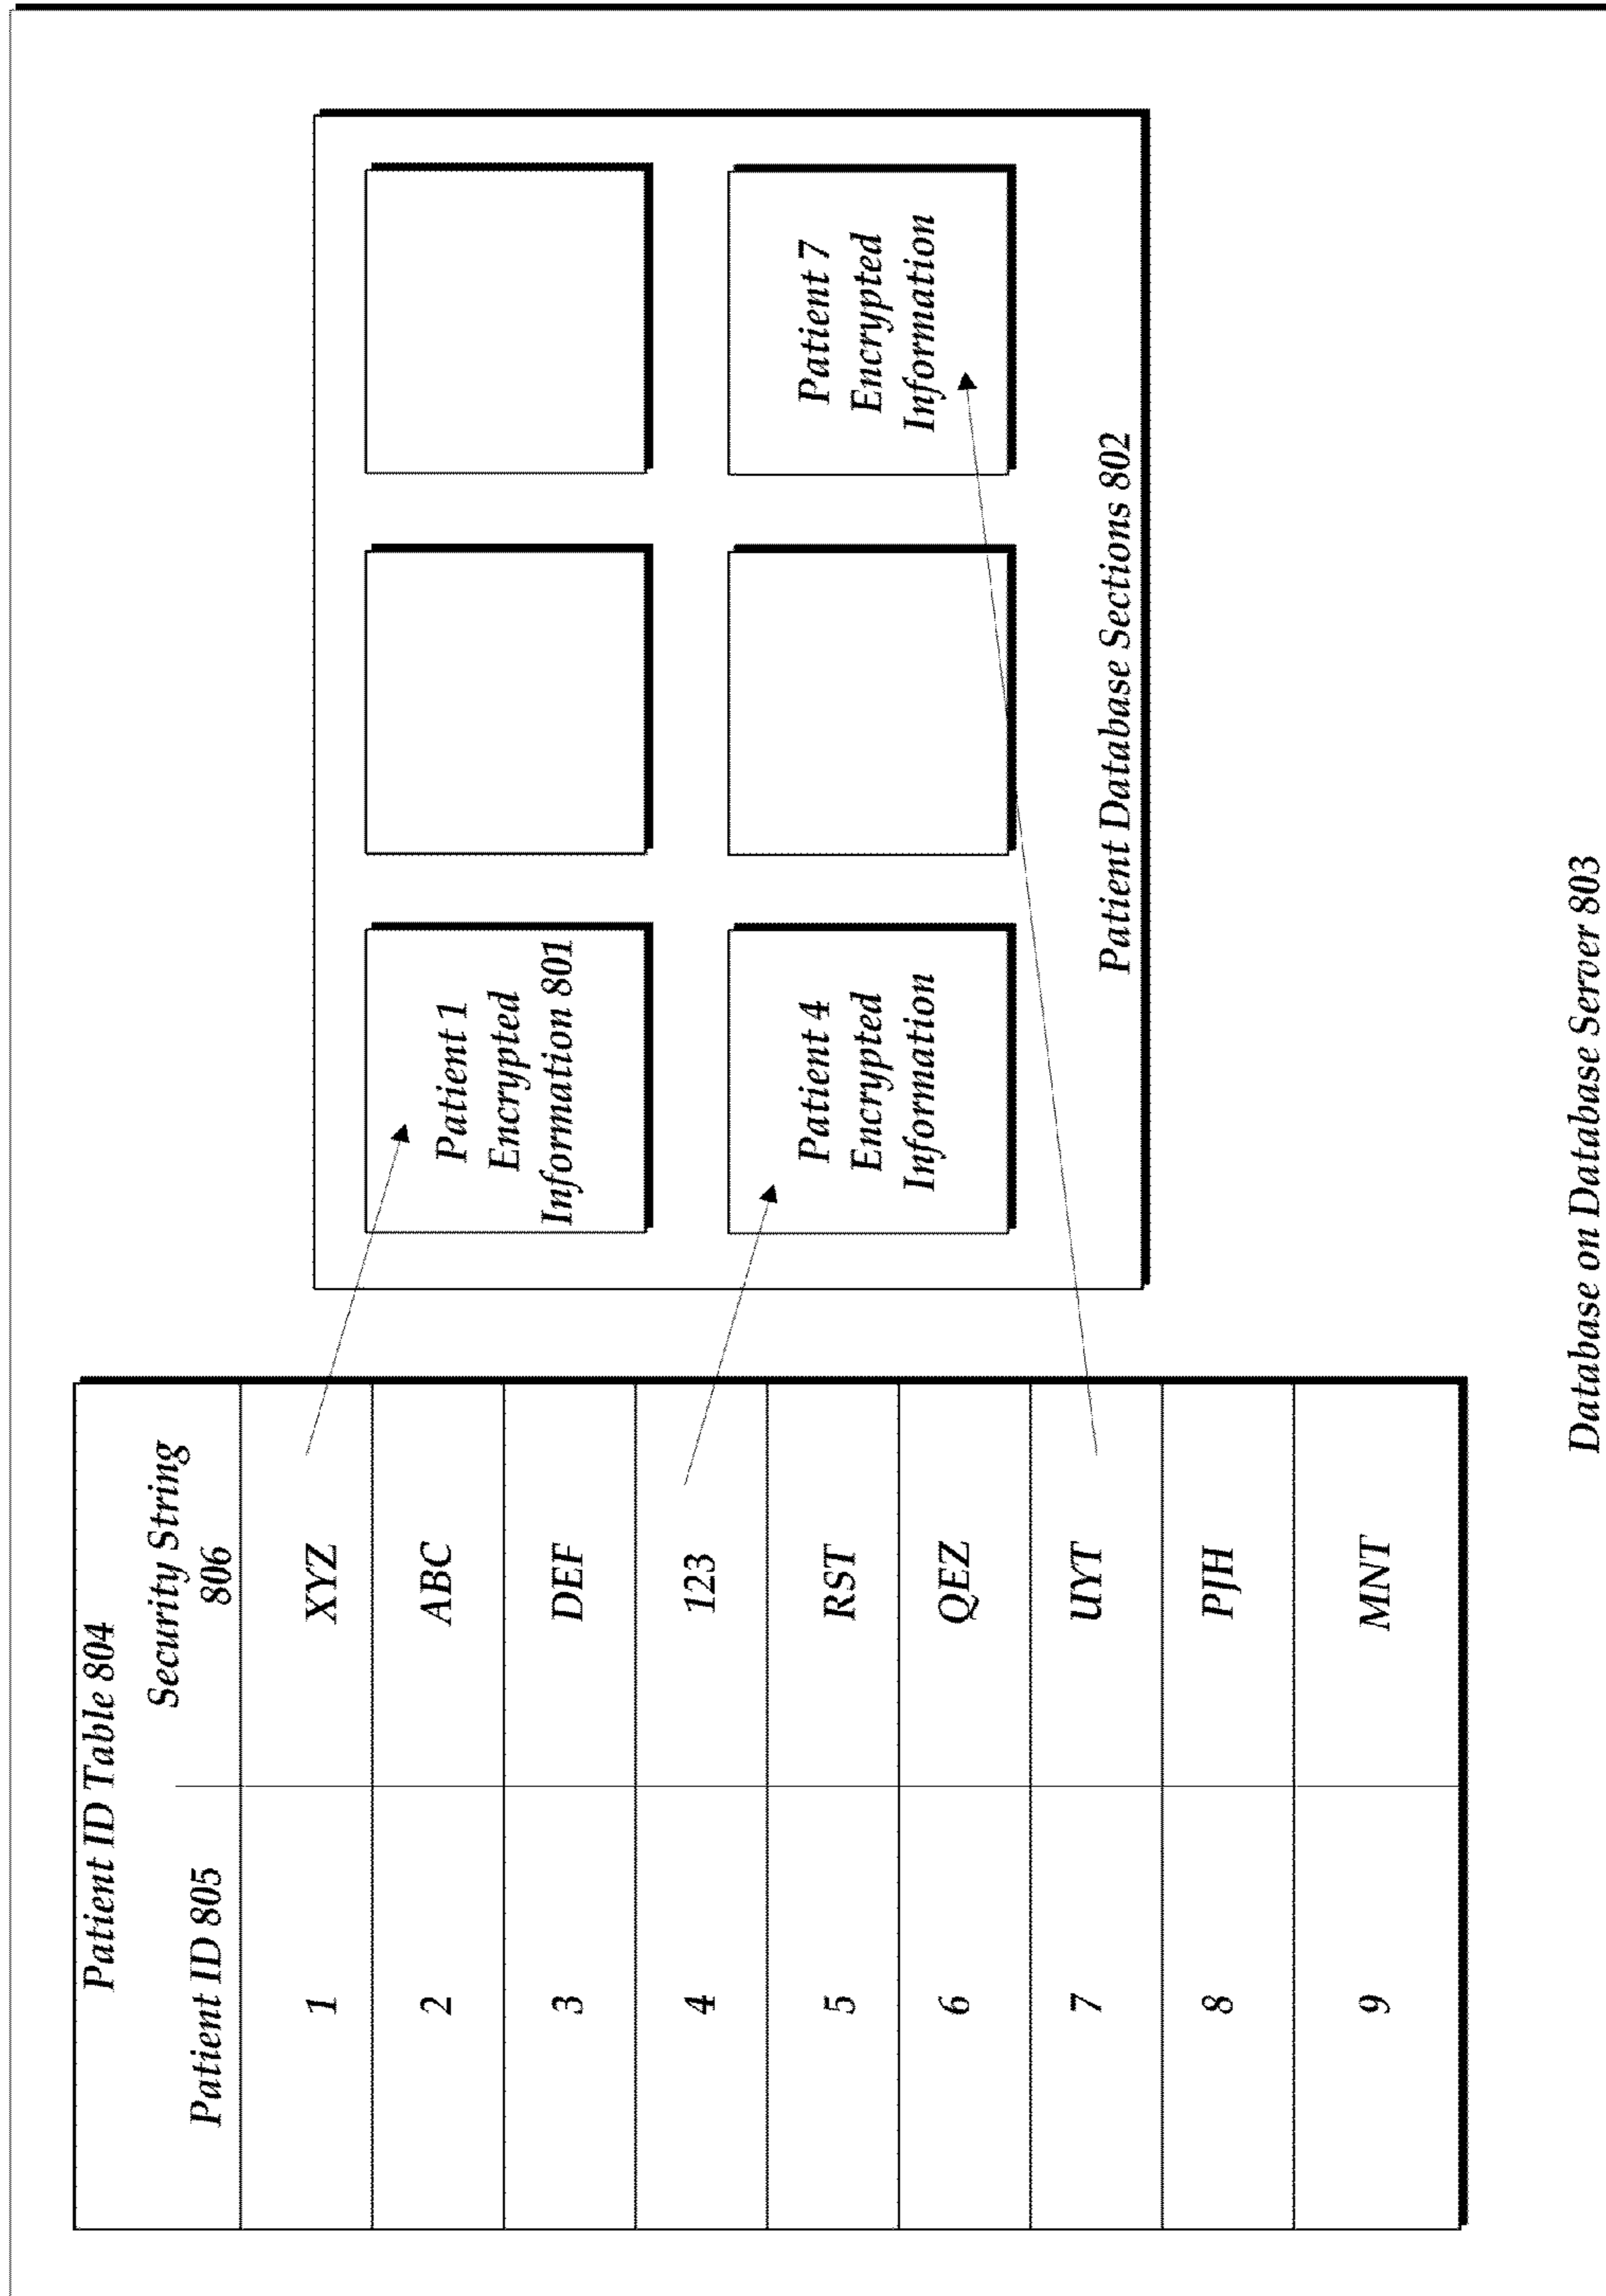 Patient ID Table 804
Patient ID 805
Security String
806
1 XYZ
2 ABC
3 DEF
4 123
5 RST
6 QEZ
7 UYT
8 PJH
9 MNT
Patient 1
Encrypted
Information 801
Patient 4
Encrypted
Information
Patient 7
Encrypted
Information
Patient Database Sections 802
Database on Database Server 803